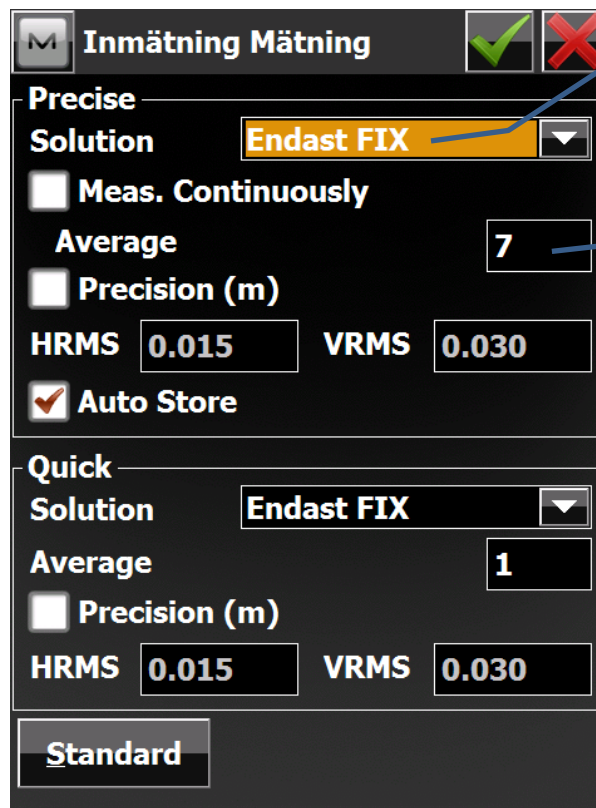 Inmätning Mätning
Precise
Solution Endast FIX
Meas. Continuously
Average 7
Precision (m)
HRMS 0.015 VRMS 0.030
Auto Store
Quick
Solution Endast FIX
Average 1
Precision (m)
HRMS 0.015 VRMS 0.030
Standard